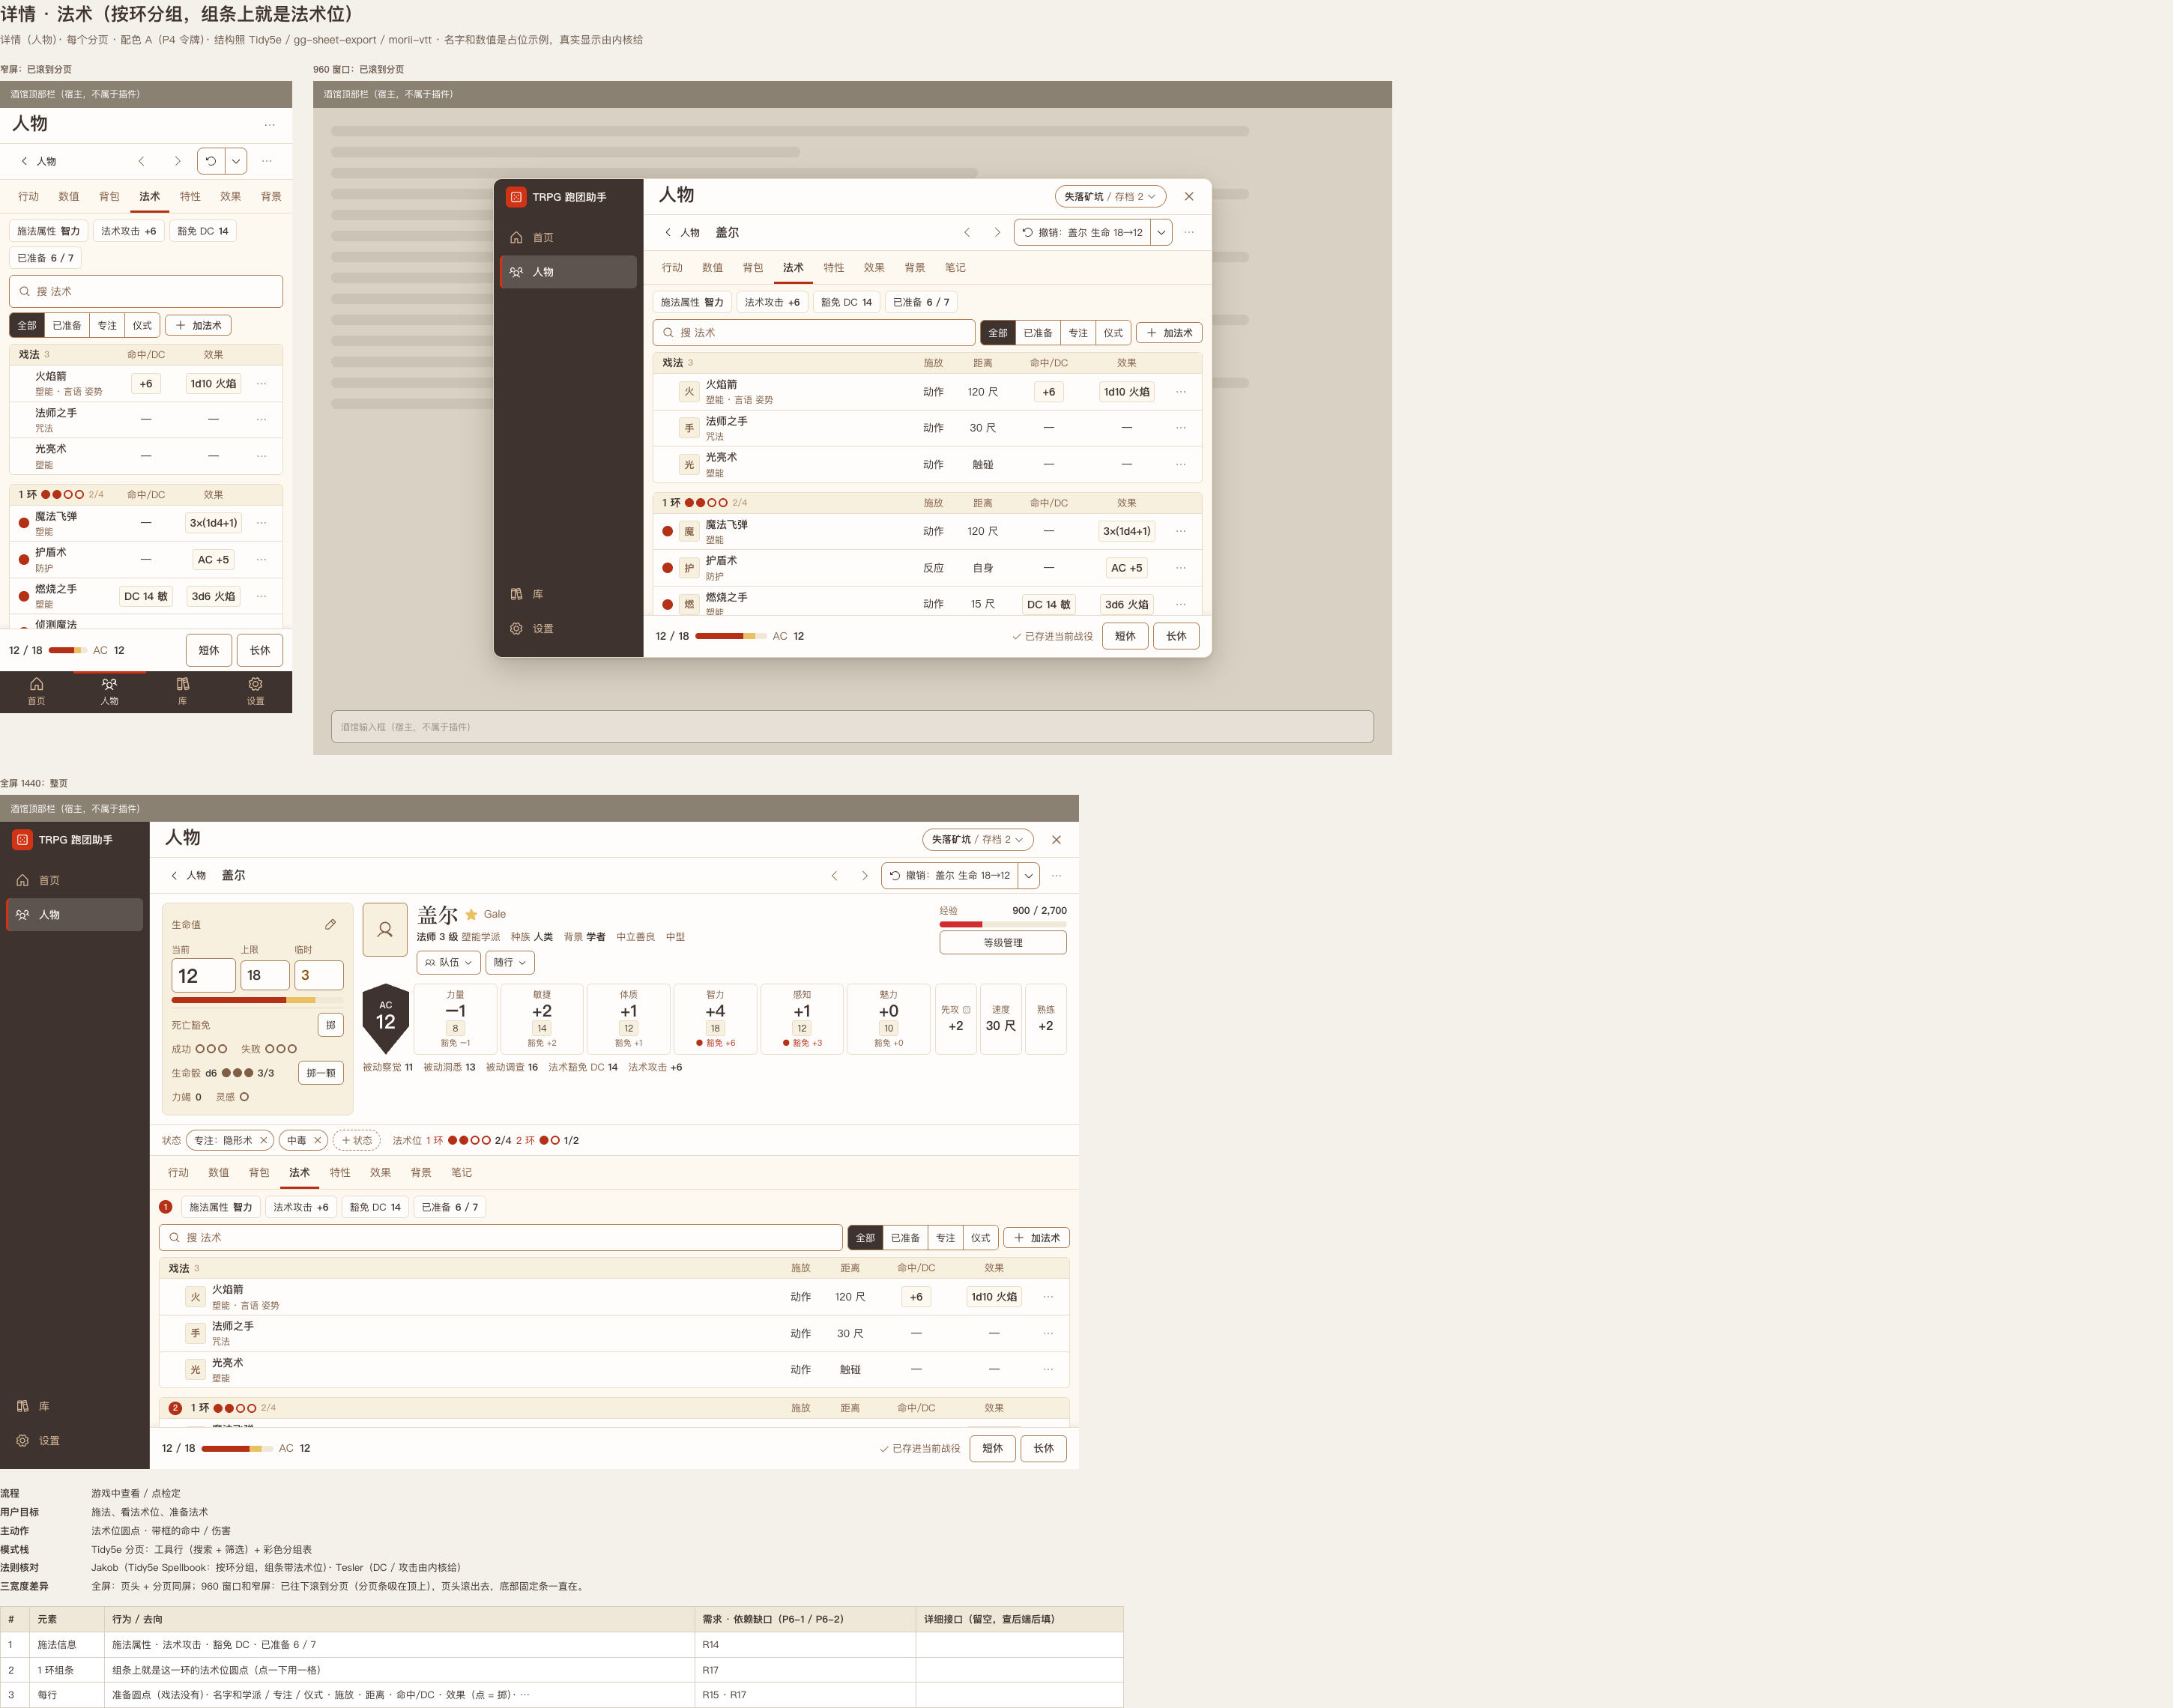 详情 · 法术（按环分组，组条上就是法术位）
详情（人物）· 每个分页 · 配色 A（P4 令牌）· 结构照 Tidy5e / gg-sheet-export / morii-vtt · 名字和数值是占位示例，真实显示由内核给
窄屏：已滚到分页
酒馆顶部栏（宿主，不属于插件）
人物 ···
人物 ···
行动 数值 背包 法术 特性 效果 背景
施法属性 智力 法术攻击 +6 豁免 DC 14
已准备 6 / 7
搜 法术
全部 已准备 专注 仪式 + 加法术
戏法 3 命中/DC 效果
火焰箭 +6 1d10 火焰 ···
塑能 · 言语 姿势
法师之手 — — ···
咒法
光亮术 — — ···
塑能
1 环 2/4 命中/DC 效果
魔法飞弹 — 3×(1d4+1) ···
塑能
护盾术 — AC +5 ···
防护
燃烧之手 DC 14 敏 3d6 火焰 ···
塑能
侦测魔法
12 / 18 AC 12 短休 长休
首页 人物 库 设置
960 窗口：已滚到分页
酒馆顶部栏（宿主，不属于插件）
TRPG 跑团助手
首页
人物
库
设置
人物 失落矿坑 / 存档 2
人物 盖尔 撤销：盖尔 生命 18→12 ···
行动 数值 背包 法术 特性 效果 背景 笔记
施法属性 智力 法术攻击 +6 豁免 DC 14 已准备 6 / 7
搜 法术 全部 已准备 专注 仪式 + 加法术
戏法 3 施放 距离 命中/DC 效果
火 火焰箭 动作 120 尺 +6 1d10 火焰 ···
塑能 · 言语 姿势
手 法师之手 动作 30 尺 — — ···
咒法
光 光亮术 动作 触碰 — — ···
塑能
1 环 2/4 施放 距离 命中/DC 效果
魔 魔法飞弹 动作 120 尺 — 3×(1d4+1) ···
塑能
护 护盾术 反应 自身 — AC +5 ···
防护
燃 燃烧之手 动作 15 尺 DC 14 敏 3d6 火焰 ···
塑能
12 / 18 AC 12 已存进当前战役 短休 长休
酒馆输入框（宿主，不属于插件）
全屏 1440：整页
酒馆顶部栏（宿主，不属于插件）
TRPG 跑团助手
首页
人物
库
设置
人物 失落矿坑 / 存档 2
人物 盖尔 撤销：盖尔 生命 18→12 ···
生命值
当前 上限 临时
12 18 3
死亡豁免 掷
成功 失败
生命骰 d6 3/3 掷一颗
力竭 0 灵感
盖尔 Gale
法师 3 级 塑能学派 种族 人类 背景 学者 中立善良 中型
队伍 随行
经验 900 / 2,700
等级管理
AC 12
力量 −1 8 豁免 −1
敏捷 +2 14 豁免 +2
体质 +1 12 豁免 +1
智力 +4 18 豁免 +6
感知 +1 12 豁免 +3
魅力 +0 10 豁免 +0
先攻 +2
速度 30 尺
熟练 +2
被动察觉 11 被动洞悉 13 被动调查 16 法术豁免 DC 14 法术攻击 +6
状态 专注：隐形术 中毒 +状态 法术位 1 环 2/4 2 环 1/2
行动 数值 背包 法术 特性 效果 背景 笔记
1 施法属性 智力 法术攻击 +6 豁免 DC 14 已准备 6 / 7
搜 法术 全部 已准备 专注 仪式 + 加法术
戏法 3 施放 距离 命中/DC 效果
火 火焰箭 动作 120 尺 +6 1d10 火焰 ···
塑能 · 言语 姿势
手 法师之手 动作 30 尺 — — ···
咒法
光 光亮术 动作 触碰 — — ···
塑能
2 1 环 2/4 施放 距离 命中/DC 效果
12 / 18 AC 12 已存进当前战役 短休 长休
流程 游戏中查看 / 点检定
用户目标 施法、看法术位、准备法术
主动作 法术位圆点 · 带框的命中 / 伤害
模式栈 Tidy5e 分页：工具行（搜索 + 筛选）+ 彩色分组表
法则核对 Jakob（Tidy5e Spellbook：按环分组，组条带法术位）· Tesler（DC / 攻击由内核给）
三宽度差异 全屏：页头 + 分页同屏；960 窗口和窄屏：已往下滚到分页（分页条吸在顶上），页头滚出去，底部固定条一直在。
# 元素 行为 / 去向 需求 · 依赖缺口（P6-1 / P6-2） 详细接口（留空，查后端后填）
1 施法信息 施法属性 · 法术攻击 · 豁免 DC · 已准备 6 / 7 R14
2 1 环组条 组条上就是这一环的法术位圆点（点一下用一格） R17
3 每行 准备圆点（戏法没有）· 名字和学派 / 专注 / 仪式 · 施放 · 距离 · 命中/DC · 效果（点 = 掷）· ··· R15 · R17